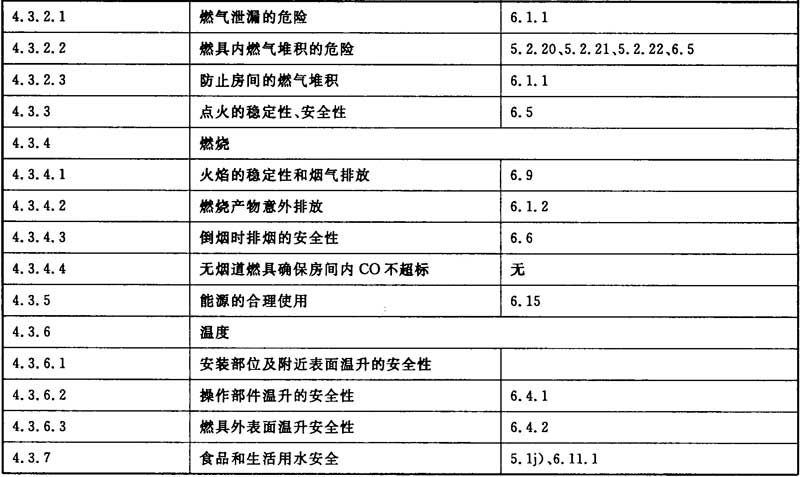 4.3.2.1 燃气泄漏的危险 6.1.1
4.3.2.2 燃具内燃气堆积的危险 5.2.20、5.2.21、5.2.22、6.5
4.3.2.3 防止房间的燃气堆积 6.1.1
4.3.3 点火的稳定性、安全性 6.5
4.3.4 燃烧
4.3.4.1 火焰的稳定性和烟气排放 6.9
4.3.4.2 燃烧产物意外排放 6.1.2
4.3.4.3 倒烟时排烟的安全性 6.6
4.3.4.4 无烟道燃具确保房间内CO不超标 无
4.3.5 能源的合理使用 6.15
4.3.6 温度
4.3.6.1 安装部位及附近表面温升的安全性
4.3.6.2 操作部件温升的安全性 6.4.1
4.3.6.3 燃具外表面温升安全性 6.4.2
4.3.7 食品和生活用水安全 5.1j)、6.11.1